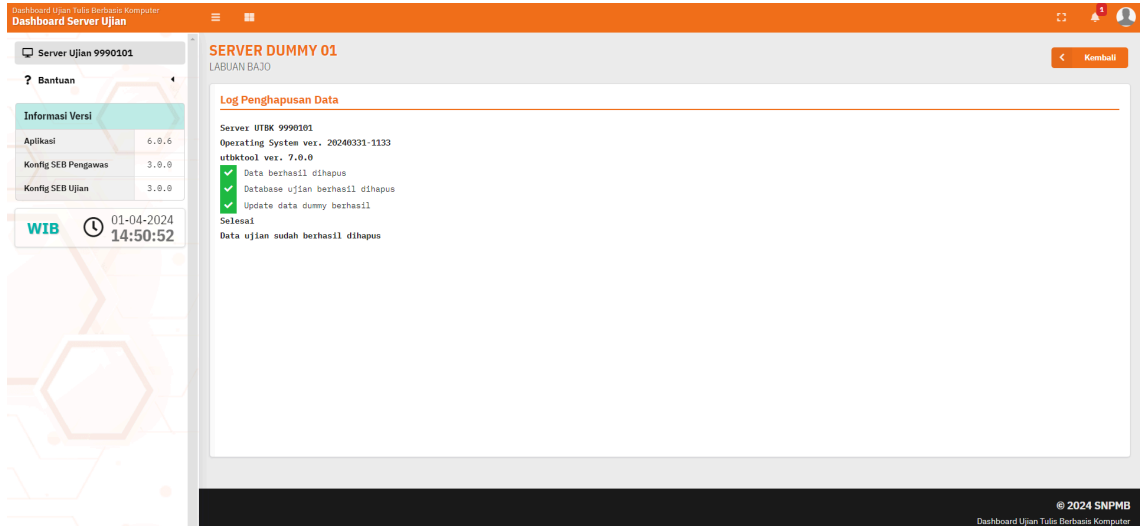 Dashboard Ujian Tulis Berbasis Komputer
Dashboard Server Ujian
1
Server Ujian 9990101
? Bantuan
Informasi Versi
Aplikasi 6.0.6
Konfig SEB Pengawas 3.0.0
Konfig SEB Ujian 3.0.0
WIB
01-04-2024
14:50:52
SERVER DUMMY 01
LABUAN BAJO
Kembali
Log Penghapusan Data
Server UTBK 9990101
Operating System ver. 20240331-1133
utbktool ver. 7.0.0
Data berhasil dihapus
Database ujian berhasil dihapus
Update data dummy berhasil
Selesai
Data ujian sudah berhasil dihapus
© 2024 SNPMB
Dashboard Ujian Tulis Berbasis Komputer